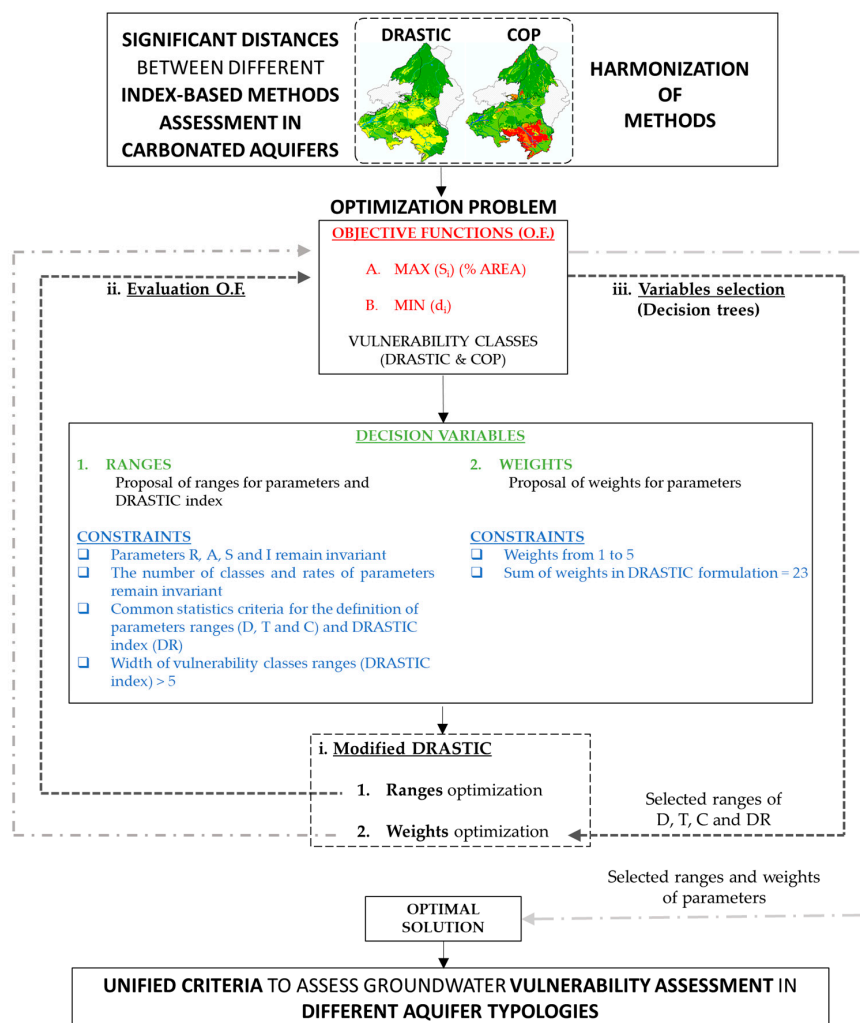 SIGNIFICANT DISTANCES
BETWEEN DIFFERENT
INDEX-BASED METHODS
ASSESSMENT IN
CARBONATED AQUIFERS
DRASTIC
COP
HARMONIZATION
OF
METHODS
OPTIMIZATION PROBLEM
OBJECTIVE FUNCTIONS (O.F.)
A. MAX (Si) (% AREA)
B. MIN (di)
VULNERABILITY CLASSES
(DRASTIC & COP)
ii. Evaluation O.F.
iii. Variables selection
(Decision trees)
DECISION VARIABLES
1. RANGES
Proposal of ranges for parameters and
DRASTIC index
CONSTRAINTS
❑ Parameters R, A, S and I remain invariant
❑ The number of classes and rates of parameters
remain invariant
❑ Common statistics criteria for the definition of
parameters ranges (D, T and C) and DRASTIC
index (DR)
❑ Width of vulnerability classes ranges (DRASTIC
index) > 5
2. WEIGHTS
Proposal of weights for parameters
CONSTRAINTS
❑ Weights from 1 to 5
❑ Sum of weights in DRASTIC formulation = 23
i. Modified DRASTIC
1. Ranges optimization
2. Weights optimization
Selected ranges of
D, T, C and DR
Selected ranges and weights
of parameters
OPTIMAL
SOLUTION
UNIFIED CRITERIA TO ASSESS GROUNDWATER VULNERABILITY ASSESSMENT IN
DIFFERENT AQUIFER TYPOLOGIES